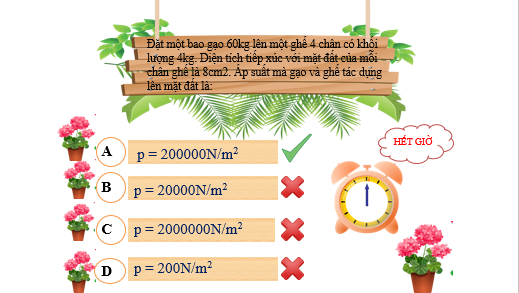 Đặt một bao gạo 60kg lên một ghế 4 chân có khối
lượng 4kg. Diện tích tiếp xúc với mặt đất của mỗi
chân ghế là 8cm2. Áp suất mà gạo và ghế tác dụng
lên mặt đất là:
HẾT GIỜ
A p = 200000N/m²
B p = 20000N/m²
C p = 2000000N/m²
D p = 200N/m²